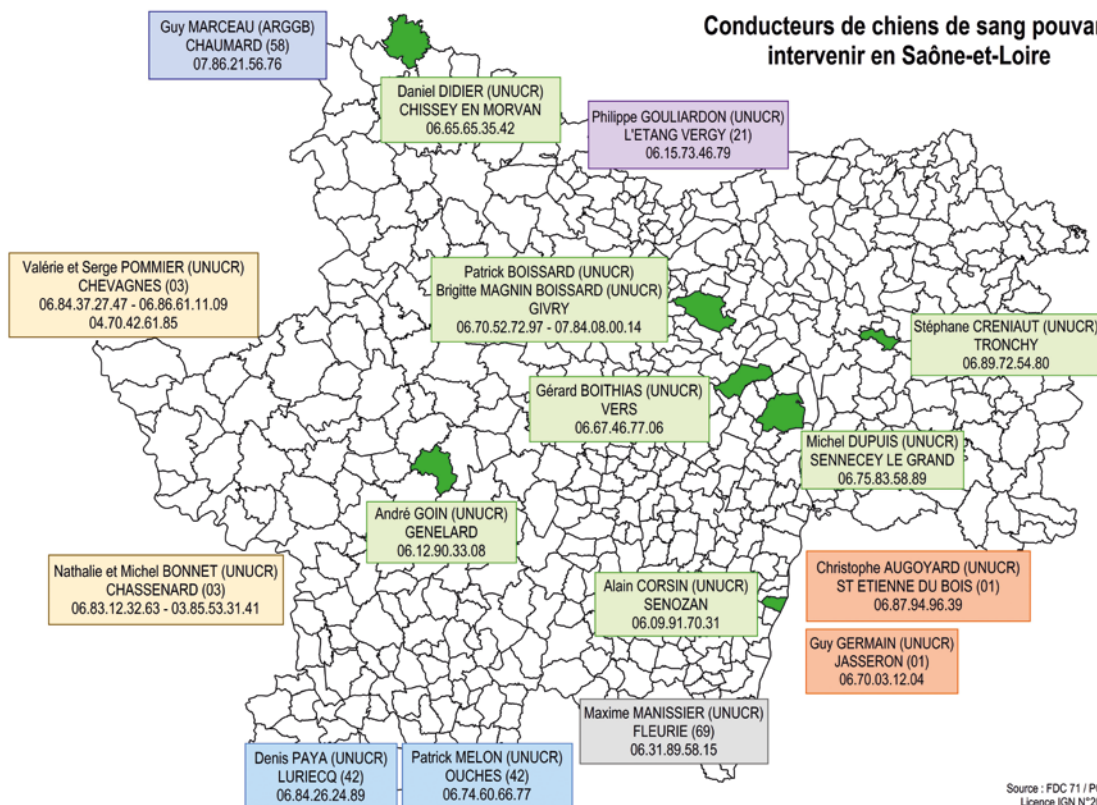 Conducteurs de chiens de sang
intervenir en Saône-et-Loire
Guy MARCEAU (ARGGB)
CHAUMARD (58)
07.86.21.56.76
Daniel DIDIER (UNUCR)
CHISSEY EN MORVAN
06.65.65.35.42
Philippe GOULIARDON (UNUCR)
L'ETANG VERGY (21)
06.15.73.46.79
Valérie et Serge POMMIER (UNUCR)
CHEVAGNES (03)
06.84.37.27.47 - 06.86.61.11.09
04.70.42.61.85
Patrick BOISSARD (UNUCR)
Brigitte MAGNIN BOISSARD (UNUCR)
GIVRY
06.70.52.72.97 - 07.84.08.00.14
Stéphane CRENIAUT (UNUCR)
TRONCHY
06.89.72.54.80
Gérard BOITHIAS (UNUCR)
VERS
06.67.46.77.06
Michel DUPUIS (UNUCR)
SENNECEY LE GRAND
06.75.83.58.89
André GOIN (UNUCR)
GENELARD
06.12.90.33.08
Nathalie et Michel BONNET (UNUCR)
CHASSENARD (03)
06.83.12.32.63 - 03.85.53.31.41
Alain CORSIN (UNUCR)
SENOZAN
06.09.91.70.31
Christophe AUGOYARD (UNUCR)
ST ETIENNE DU BOIS (01)
06.87.94.96.39
Guy GERMAIN (UNUCR)
JASSERON (01)
06.70.03.12.04
Maxime MANISSIER (UNUCR)
FLEURIE (69)
06.31.89.58.15
Denis PAYA (UNUCR)
LURIECQ (42)
06.84.26.24.89
Patrick MELON (UNUCR)
OUCHES (42)
06.74.60.66.77
Source : FDC 71 /
Licence IGN